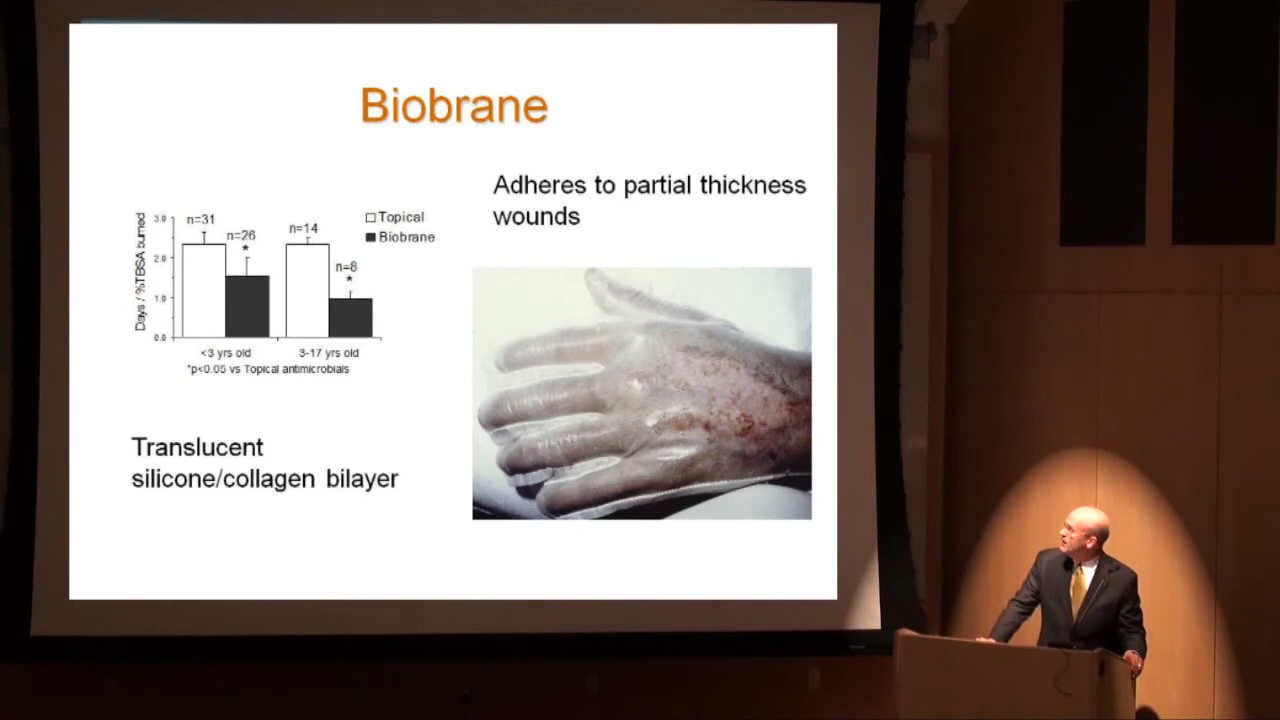 Biobrane
Adheres to partial thickness
wounds
Days / %TBSA burned
3.0
2.0
1.0
0.0
n=31
n=26
*
n=14
n=8
*
Topical
Biobrane
<3 yrs old
3-17 yrs old
*p<0.05 vs Topical antimicrobials
Translucent
silicone/collagen bilayer